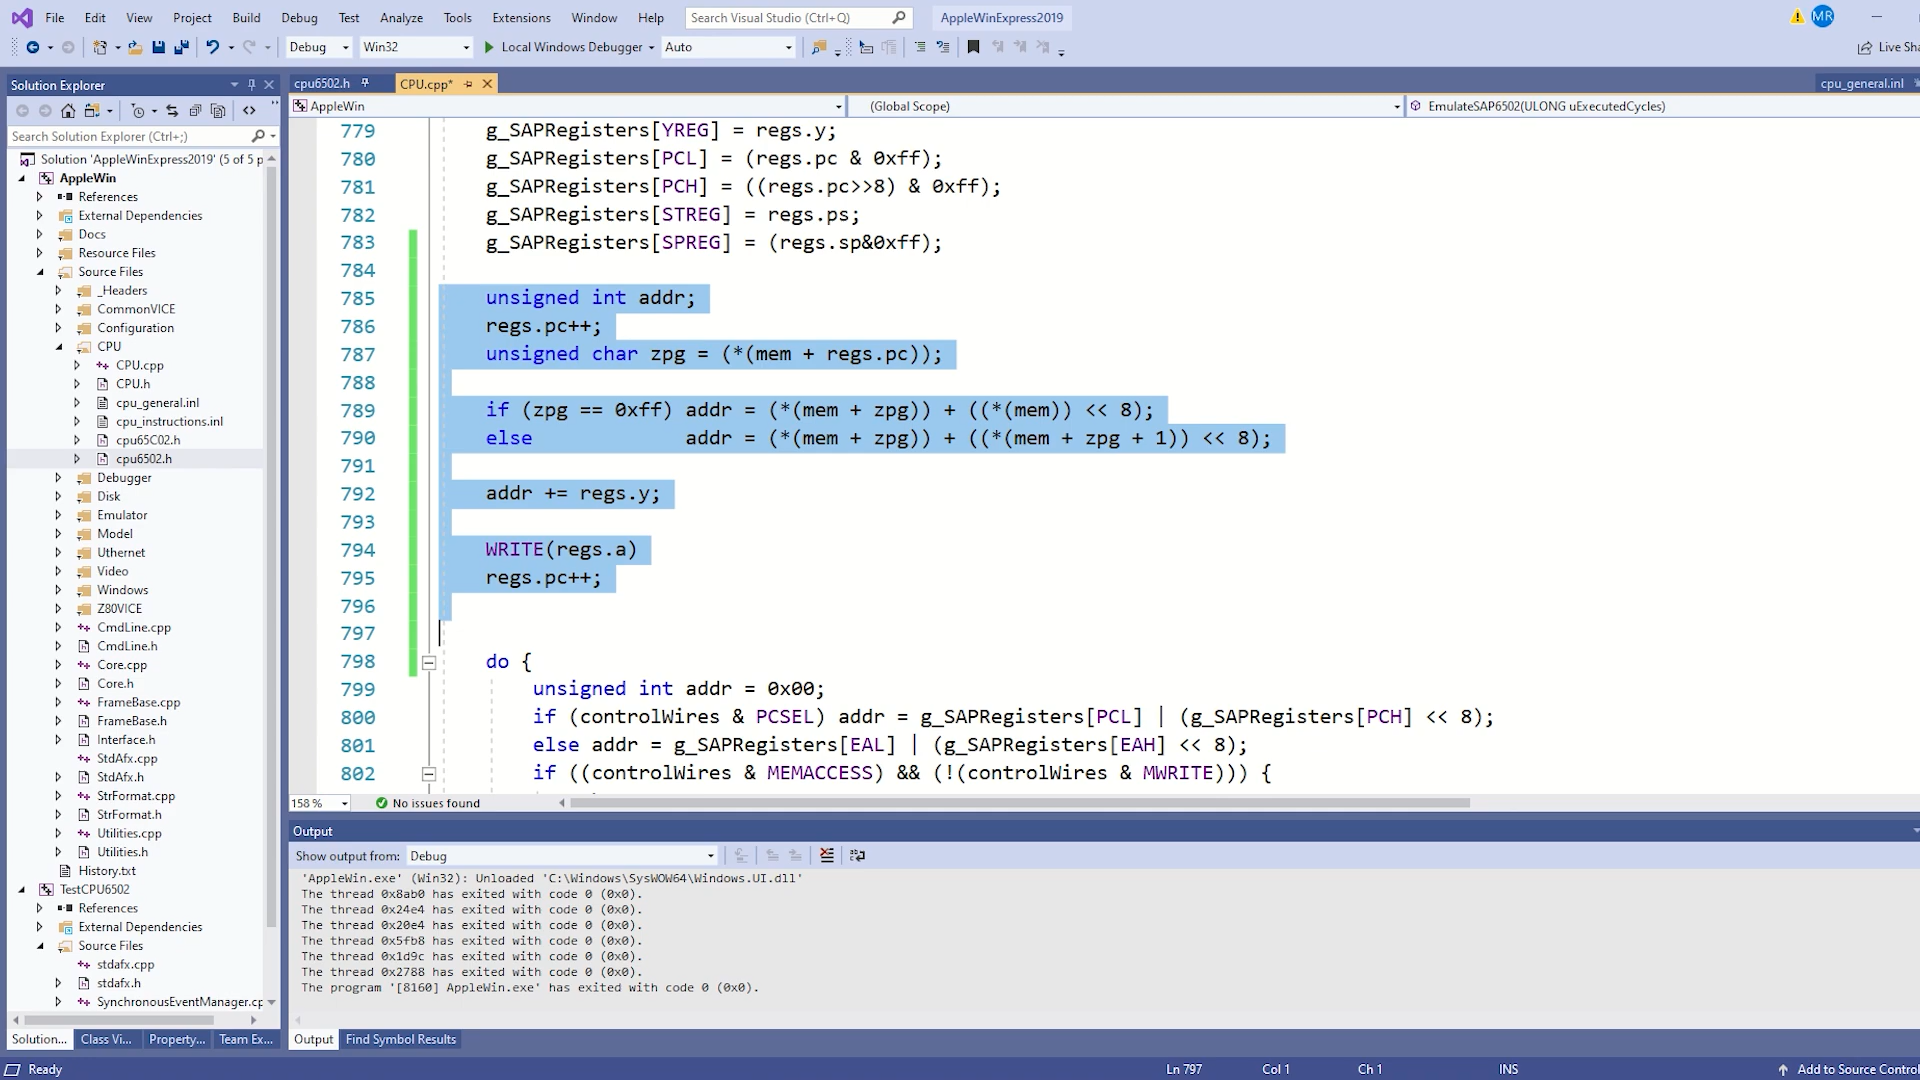 File Edit View Project Build Debug Test Analyze Tools Extensions Window Help Search Visual Studio (Ctrl+Q) AppleWinExpress2019 MR
Debug Win32 Local Windows Debugger Auto Live Sha
Solution Explorer
Search Solution Explorer (Ctrl+;)
Solution 'AppleWinExpress2019' (5 of 5 p
AppleWin
References
External Dependencies
Docs
Resource Files
Source Files
_Headers
CommonVICE
Configuration
CPU
CPU.cpp
CPU.h
cpu_general.inl
cpu_instructions.inl
cpu65C02.h
cpu6502.h
Debugger
Disk
Emulator
Model
Uthernet
Video
Windows
Z80VICE
CmdLine.cpp
CmdLine.h
Core.cpp
Core.h
FrameBase.cpp
FrameBase.h
Interface.h
StdAfx.cpp
StdAfx.h
StrFormat.cpp
StrFormat.h
Utilities.cpp
Utilities.h
History.txt
TestCPU6502
References
External Dependencies
Source Files
stdafx.cpp
stdafx.h
SynchronousEventManager.cp
Solution... Class Vi... Property... Team Ex...
cpu6502.h CPU.cpp* cpu_general.inl
AppleWin (Global Scope) EmulateSAP6502(ULONG uExecutedCycles)
779 g_SAPRegisters[YREG] = regs.y;
780 g_SAPRegisters[PCL] = (regs.pc & 0xff);
781 g_SAPRegisters[PCH] = ((regs.pc>>8) & 0xff);
782 g_SAPRegisters[STREG] = regs.ps;
783 g_SAPRegisters[SPREG] = (regs.sp&0xff);
784
785 unsigned int addr;
786 regs.pc++;
787 unsigned char zpg = (*(mem + regs.pc));
788
789 if (zpg == 0xff) addr = (*(mem + zpg)) + ((*(mem)) << 8);
790 else addr = (*(mem + zpg)) + ((*(mem + zpg + 1)) << 8);
791
792 addr += regs.y;
793
794 WRITE(regs.a)
795 regs.pc++;
796
797
798 do {
799 unsigned int addr = 0x00;
800 if (controlWires & PCSEL) addr = g_SAPRegisters[PCL] | (g_SAPRegisters[PCH] << 8);
801 else addr = g_SAPRegisters[EAL] | (g_SAPRegisters[EAH] << 8);
802 if ((controlWires & MEMACCESS) && (!(controlWires & MWRITE))) {
158 % No issues found
Output
Show output from: Debug
'AppleWin.exe' (Win32): Unloaded 'C:\Windows\SysWOW64\Windows.UI.dll'
The thread 0x8ab0 has exited with code 0 (0x0).
The thread 0x24e4 has exited with code 0 (0x0).
The thread 0x20e4 has exited with code 0 (0x0).
The thread 0x5fb8 has exited with code 0 (0x0).
The thread 0x1d9c has exited with code 0 (0x0).
The thread 0x2788 has exited with code 0 (0x0).
The program '[8160] AppleWin.exe' has exited with code 0 (0x0).
Output Find Symbol Results
Ready Ln 797 Col 1 Ch 1 INS Add to Source Control